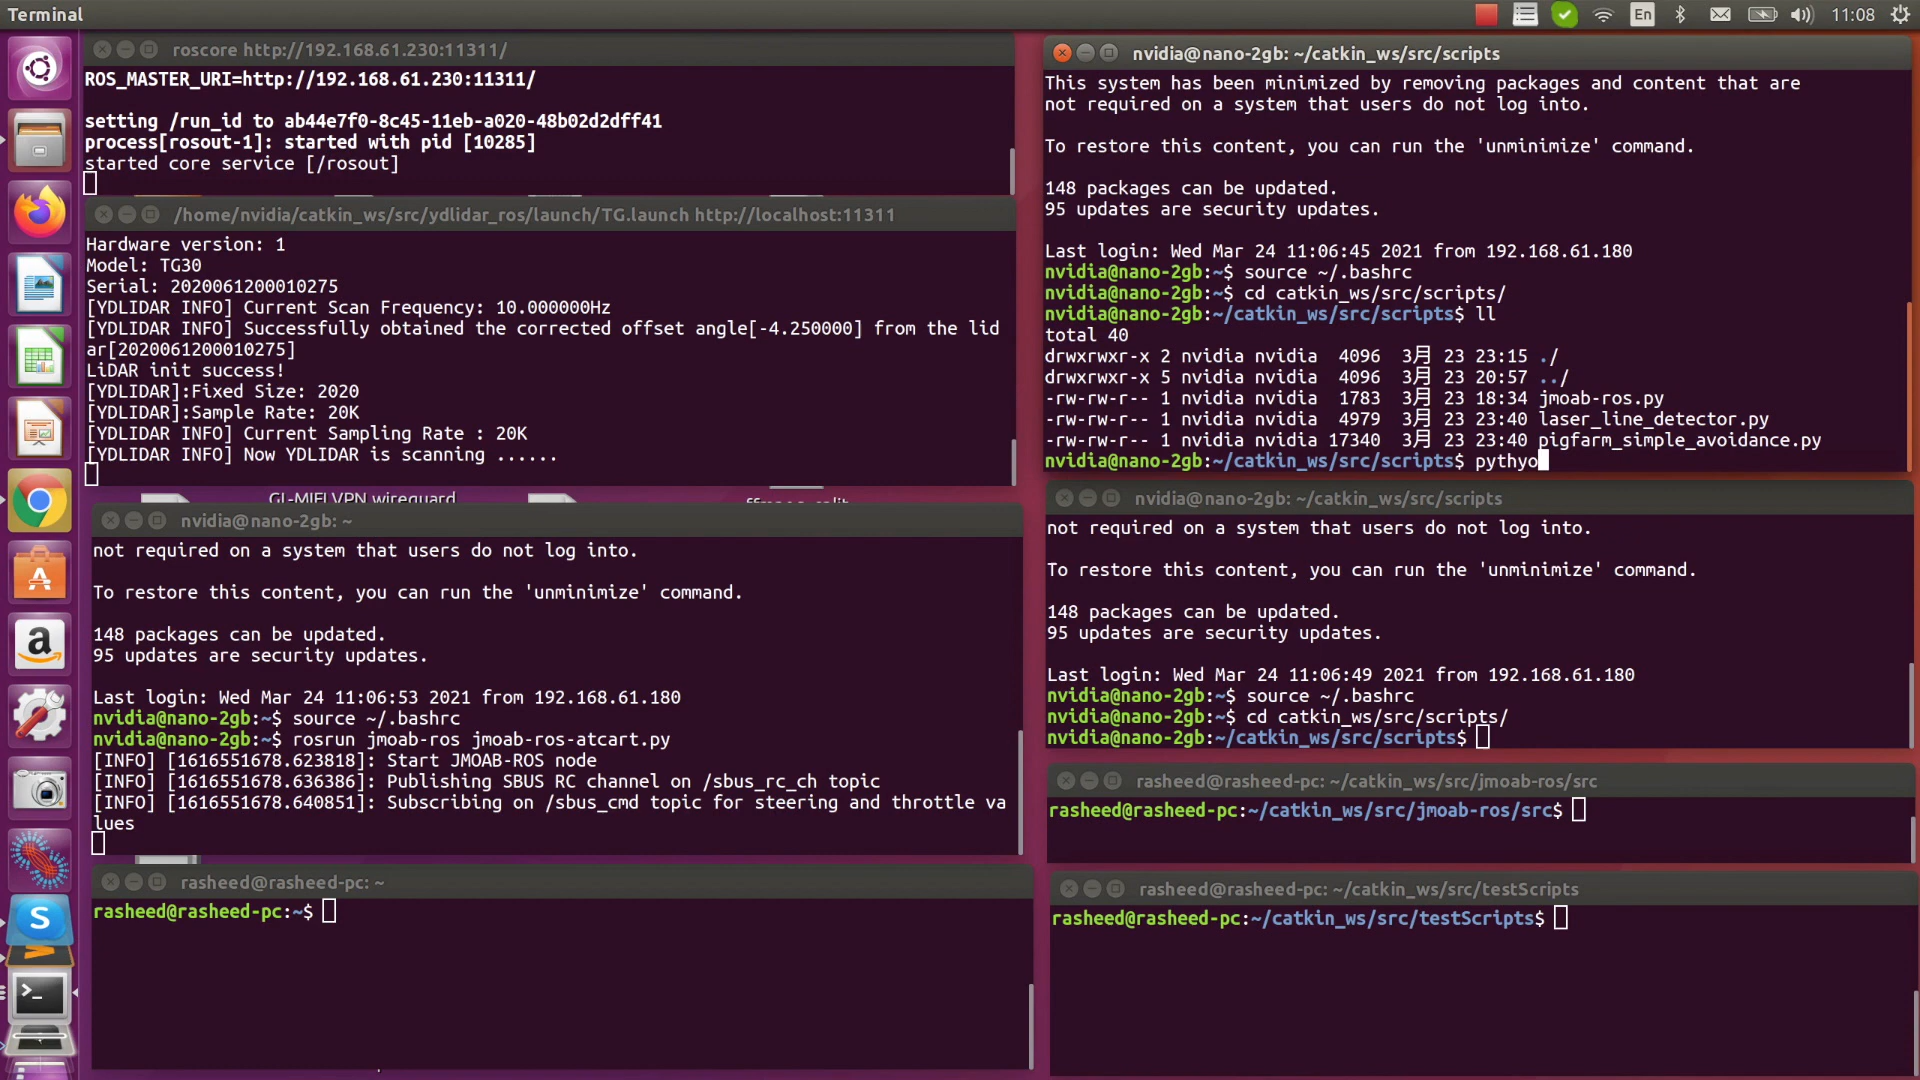 Terminal
En
11:08
roscore http://192.168.61.230:11311/
ROS_MASTER_URI=http://192.168.61.230:11311/
setting /run_id to ab44e7f0-8c45-11eb-a020-48b02d2dff41
process[rosout-1]: started with pid [10285]
started core service [/rosout]
/home/nvidia/catkin_ws/src/ydlidar_ros/launch/TG.launch http://localhost:11311
Hardware version: 1
Model: TG30
Serial: 2020061200010275
[YDLIDAR INFO] Current Scan Frequency: 10.000000Hz
[YDLIDAR INFO] Successfully obtained the corrected offset angle[-4.250000] from the lid
ar[2020061200010275]
LiDAR init success!
[YDLIDAR]:Fixed Size: 2020
[YDLIDAR]:Sample Rate: 20K
[YDLIDAR INFO] Current Sampling Rate : 20K
[YDLIDAR INFO] Now YDLIDAR is scanning ......
GL-MIFI VPN wireguard
nvidia@nano-2gb: ~
not required on a system that users do not log into.
To restore this content, you can run the 'unminimize' command.
148 packages can be updated.
95 updates are security updates.
Last login: Wed Mar 24 11:06:53 2021 from 192.168.61.180
nvidia@nano-2gb:~$ source ~/.bashrc
nvidia@nano-2gb:~$ rosrun jmoab-ros jmoab-ros-atcart.py
[INFO] [1616551678.623818]: Start JMOAB-ROS node
[INFO] [1616551678.636386]: Publishing SBUS RC channel on /sbus_rc_ch topic
[INFO] [1616551678.640851]: Subscribing on /sbus_cmd topic for steering and throttle va
lues
rasheed@rasheed-pc: ~
rasheed@rasheed-pc:~$
nvidia@nano-2gb: ~/catkin_ws/src/scripts
This system has been minimized by removing packages and content that are
not required on a system that users do not log into.
To restore this content, you can run the 'unminimize' command.
148 packages can be updated.
95 updates are security updates.
Last login: Wed Mar 24 11:06:45 2021 from 192.168.61.180
nvidia@nano-2gb:~$ source ~/.bashrc
nvidia@nano-2gb:~$ cd catkin_ws/src/scripts/
nvidia@nano-2gb:~/catkin_ws/src/scripts$ ll
total 40
drwxrwxr-x 2 nvidia nvidia  4096  3月 23 23:15 ./
drwxrwxr-x 5 nvidia nvidia  4096  3月 23 20:57 ../
-rw-rw-r-- 1 nvidia nvidia  1783  3月 23 18:34 jmoab-ros.py
-rw-rw-r-- 1 nvidia nvidia  4979  3月 23 23:40 laser_line_detector.py
-rw-rw-r-- 1 nvidia nvidia 17340  3月 23 23:40 pigfarm_simple_avoidance.py
nvidia@nano-2gb:~/catkin_ws/src/scripts$ pythyo
nvidia@nano-2gb: ~/catkin_ws/src/scripts
not required on a system that users do not log into.
To restore this content, you can run the 'unminimize' command.
148 packages can be updated.
95 updates are security updates.
Last login: Wed Mar 24 11:06:49 2021 from 192.168.61.180
nvidia@nano-2gb:~$ source ~/.bashrc
nvidia@nano-2gb:~$ cd catkin_ws/src/scripts/
nvidia@nano-2gb:~/catkin_ws/src/scripts$
rasheed@rasheed-pc: ~/catkin_ws/src/jmoab-ros/src
rasheed@rasheed-pc:~/catkin_ws/src/jmoab-ros/src$
rasheed@rasheed-pc: ~/catkin_ws/src/testScripts
rasheed@rasheed-pc:~/catkin_ws/src/testScripts$